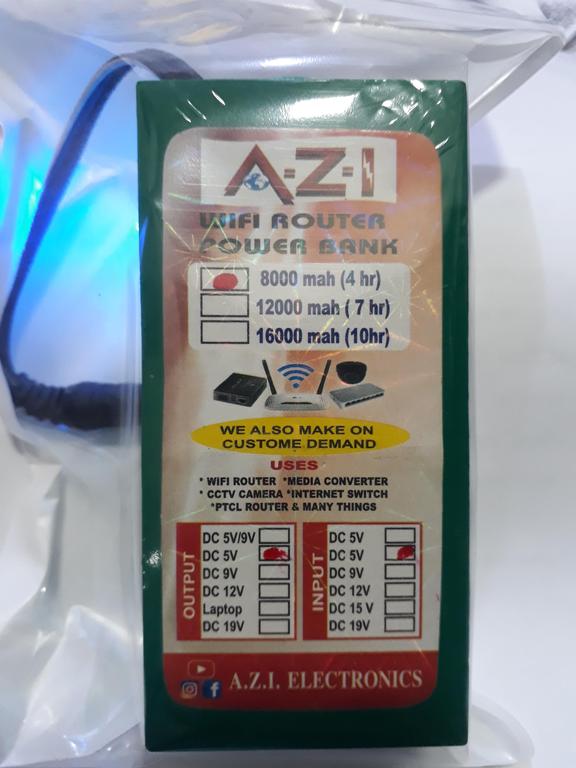 A-Z-I
WIFI ROUTER
POWER BANK
8000 mah (4 hr)
12000 mah ( 7 hr)
16000 mah (10hr)
WE ALSO MAKE ON
CUSTOME DEMAND
USES
* WIFI ROUTER *MEDIA CONVERTER
* CCTV CAMERA *INTERNET SWITCH
*PTCL ROUTER & MANY THINGS
OUTPUT
DC 5V/9V
DC 5V
DC 9V
DC 12V
Laptop
DC 19V
INPUT
DC 5V
DC 5V
DC 9V
DC 12V
DC 15 V
DC 19V
A.Z.I. ELECTRONICS